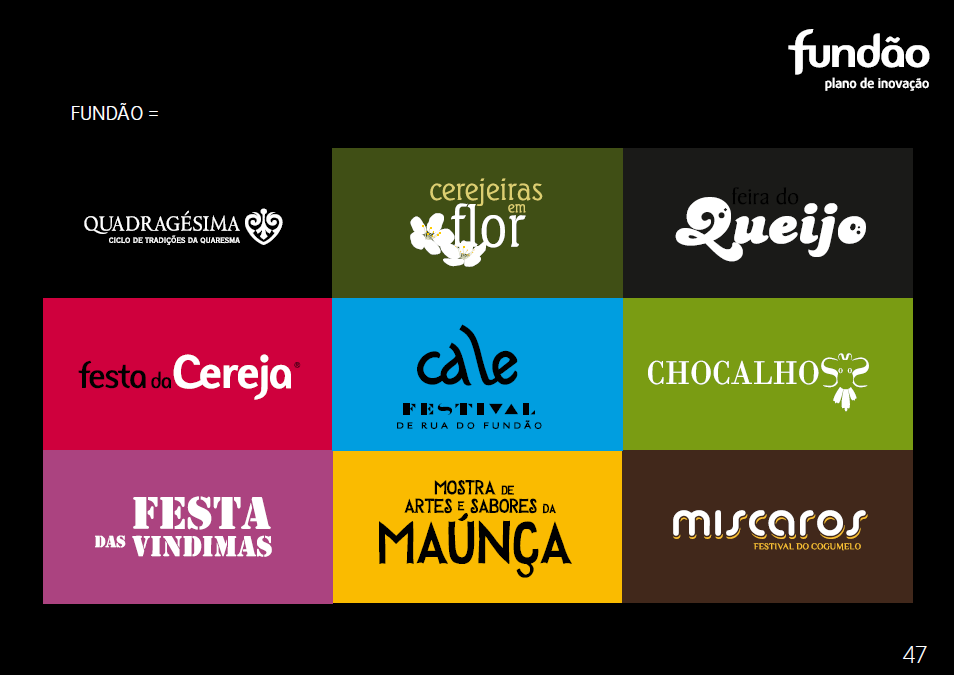 fundão
plano de inovação
FUNDÃO =
QUADRAGÉSIMA
CICLO DE TRADIÇÕES DA QUARESMA
cerejeiras
em
flor
feira do
Queijo
festa da Cereja®
cale
FESTIVAL
DE RUA DO FUNDÃO
CHOCALHOS
FESTA
DAS VINDIMAS
MOSTRA DE
ARTES E SABORES DA
MAÚNÇA
miscaros
FESTIVAL DO COGUMELO
47